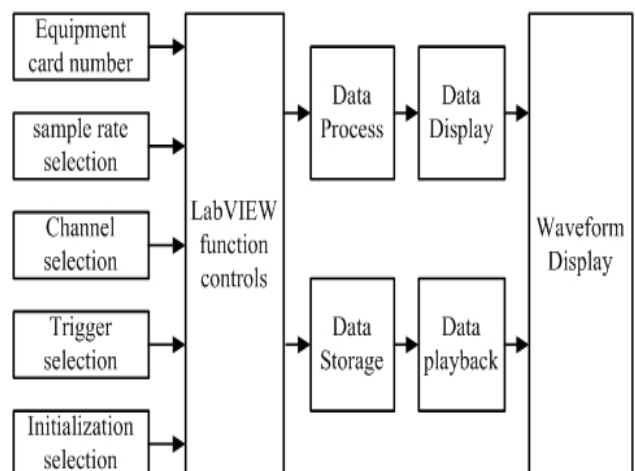 Equipment
card number
sample rate
selection
Channel
selection
Trigger
selection
Initialization
selection
LabVIEW
function
controls
Data
Process
Data
Display
Data
Storage
Data
playback
Waveform
Display